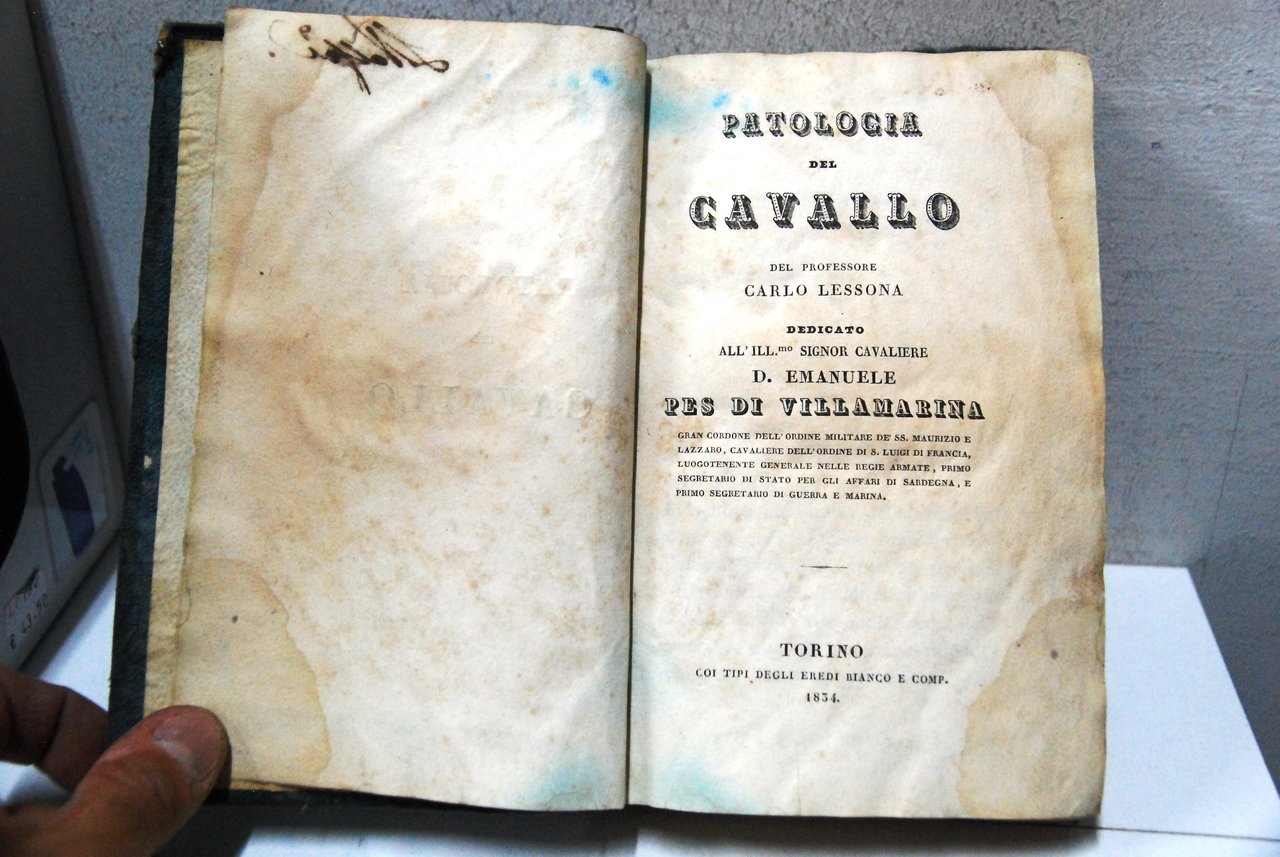 PATOLOGIA
DEL
CAVALLO
DEL PROFESSORE
CARLO LESSONA
DEDICATO
ALL'ILL.mo SIGNOR CAVALIERE
D. EMANUELE
PES DI VILLAMARINA
GRAN CORDONE DELL'ORDINE MILITARE DE' SS. MAURIZIO E
LAZZARO, CAVALIERE DELL'ORDINE DI S. LUIGI DI FRANCIA,
LUOGOTENENTE GENERALE NELLE REGIE ARMATE, PRIMO
SEGRETARIO DI STATO PER GLI AFFARI DI SARDEGNA, E
PRIMO SEGRETARIO DI GUERRA E MARINA.
TORINO
COI TIPI DEGLI EREDI BIANCO E COMP.
1834.